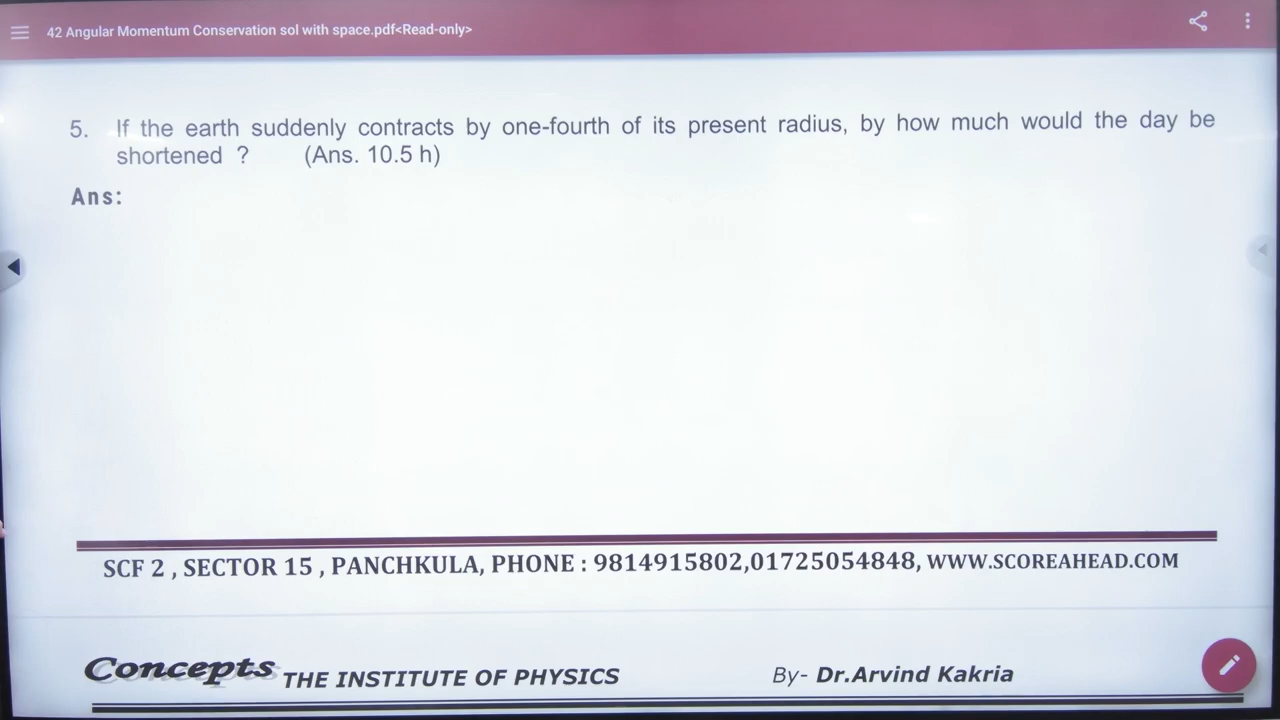 42 Angular Momentum Conservation sol with space.pdf<Read-only>
5. If the earth suddenly contracts by one-fourth of its present radius, by how much would the day be
shortened ? (Ans. 10.5 h)
Ans:
SCF 2 , SECTOR 15 , PANCHKULA, PHONE : 9814915802,01725054848, WWW.SCOREAHEAD.COM
Concepts THE INSTITUTE OF PHYSICS By- Dr.Arvind Kakria